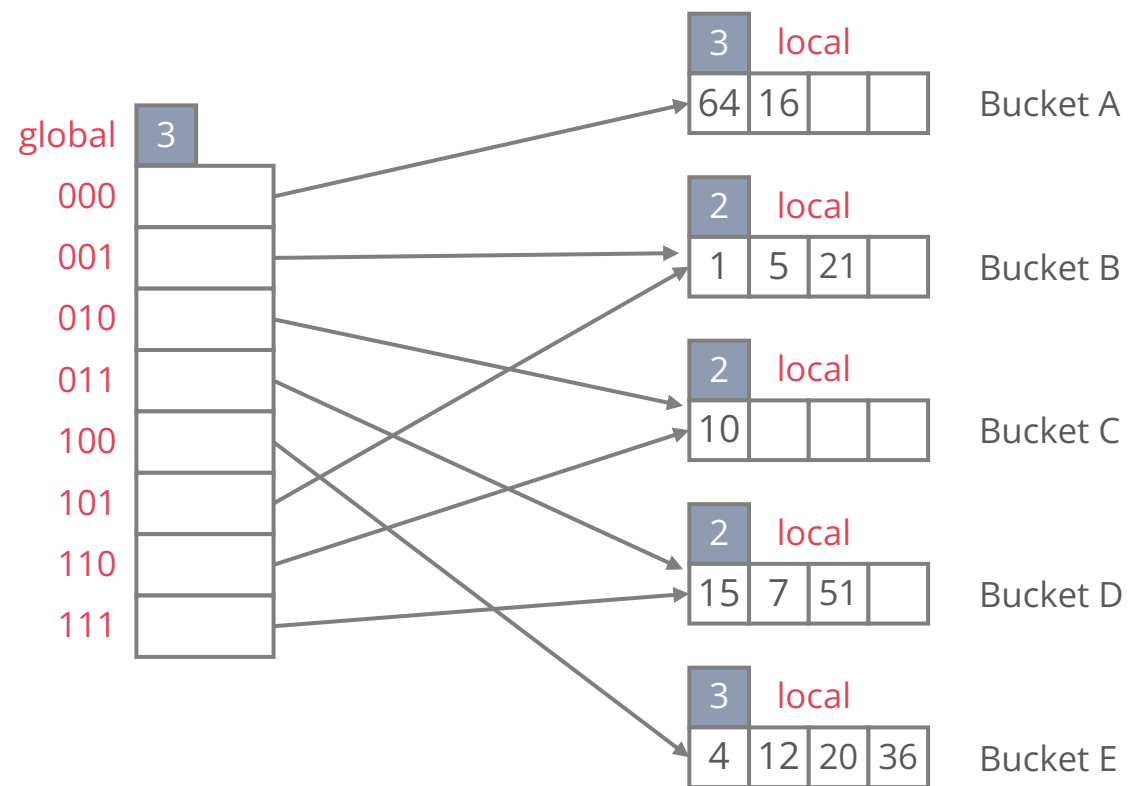 3 local
64 16 Bucket A
global 3
000
2 local
001
1 5 21 Bucket B
010
2 local
011
10 Bucket C
100
101
2 local
110
15 7 51 Bucket D
111
3 local
4 12 20 36 Bucket E